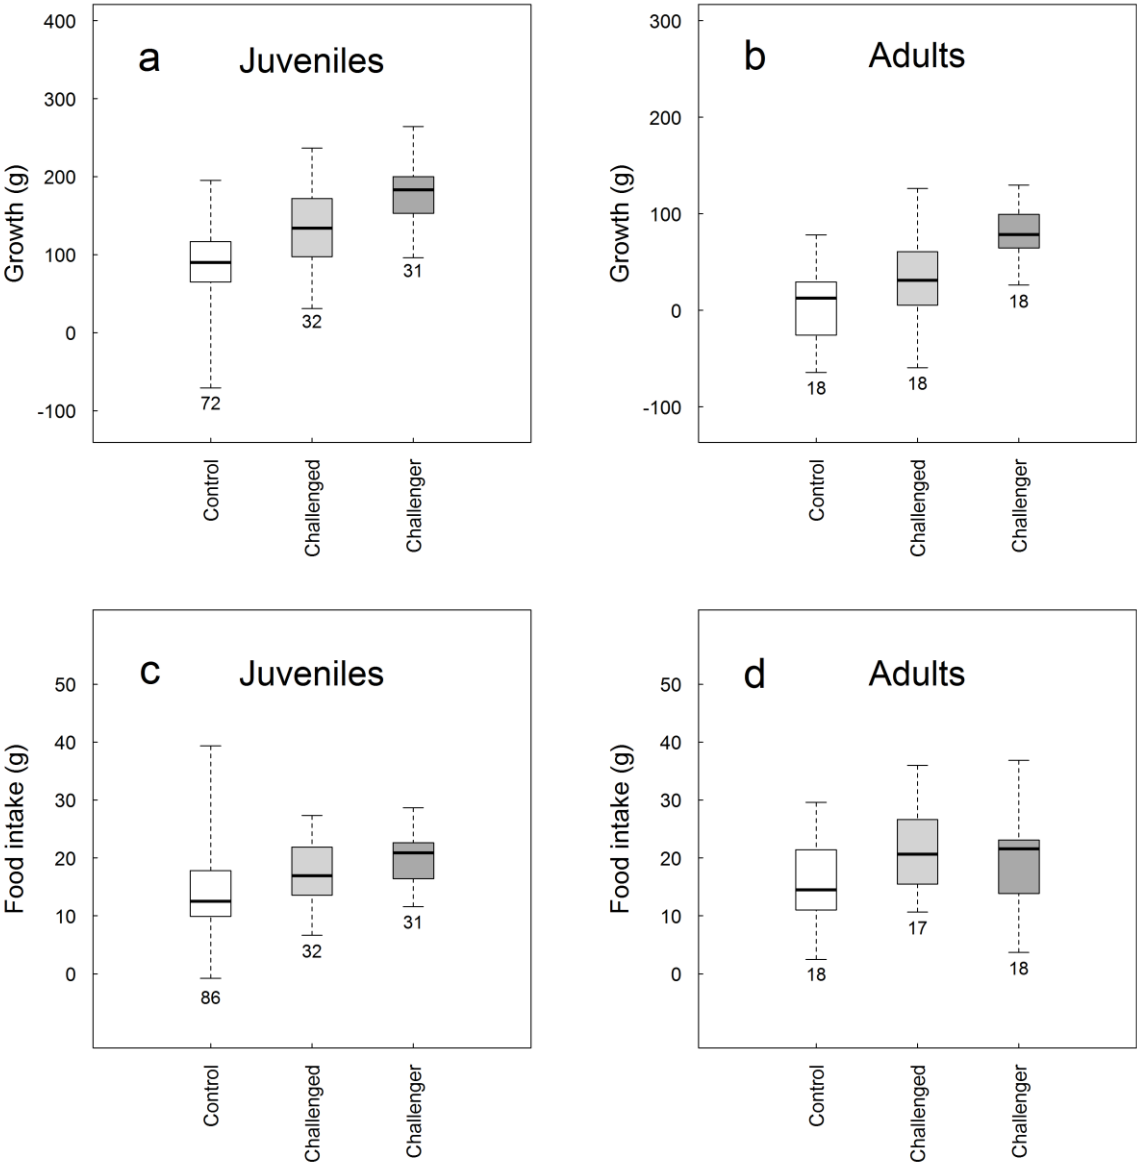 a Juveniles
Growth (g)
400
300
200
100
0
-100
72
32
31
Control
Challenged
Challenger
b Adults
Growth (g)
300
200
100
0
-100
18
18
18
Control
Challenged
Challenger
c Juveniles
Food intake (g)
50
40
30
20
10
0
86
32
31
Control
Challenged
Challenger
d Adults
Food intake (g)
50
40
30
20
10
0
18
17
18
Control
Challenged
Challenger